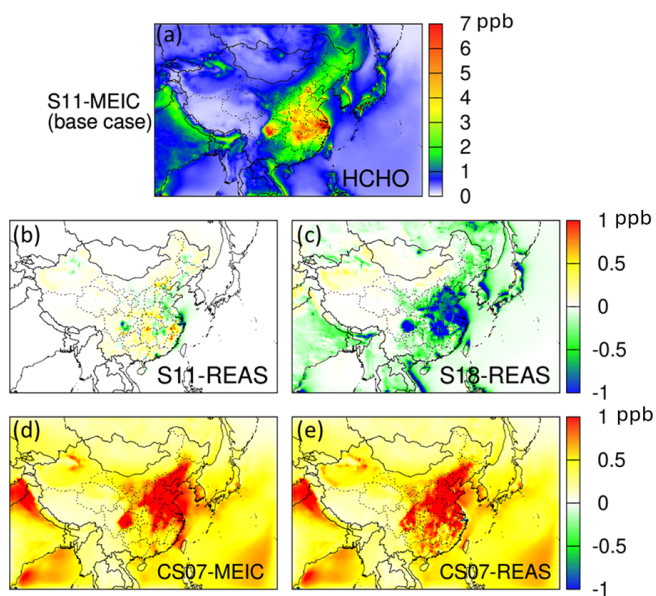 (a)
7 ppb
6
5
4
3
2
1
0
S11-MEIC
(base case)
HCHO
(b)
S11-REAS
(c)
S18-REAS
1 ppb
0.5
0
-0.5
-1
(d)
CS07-MEIC
(e)
CS07-REAS
1 ppb
0.5
0
-0.5
-1